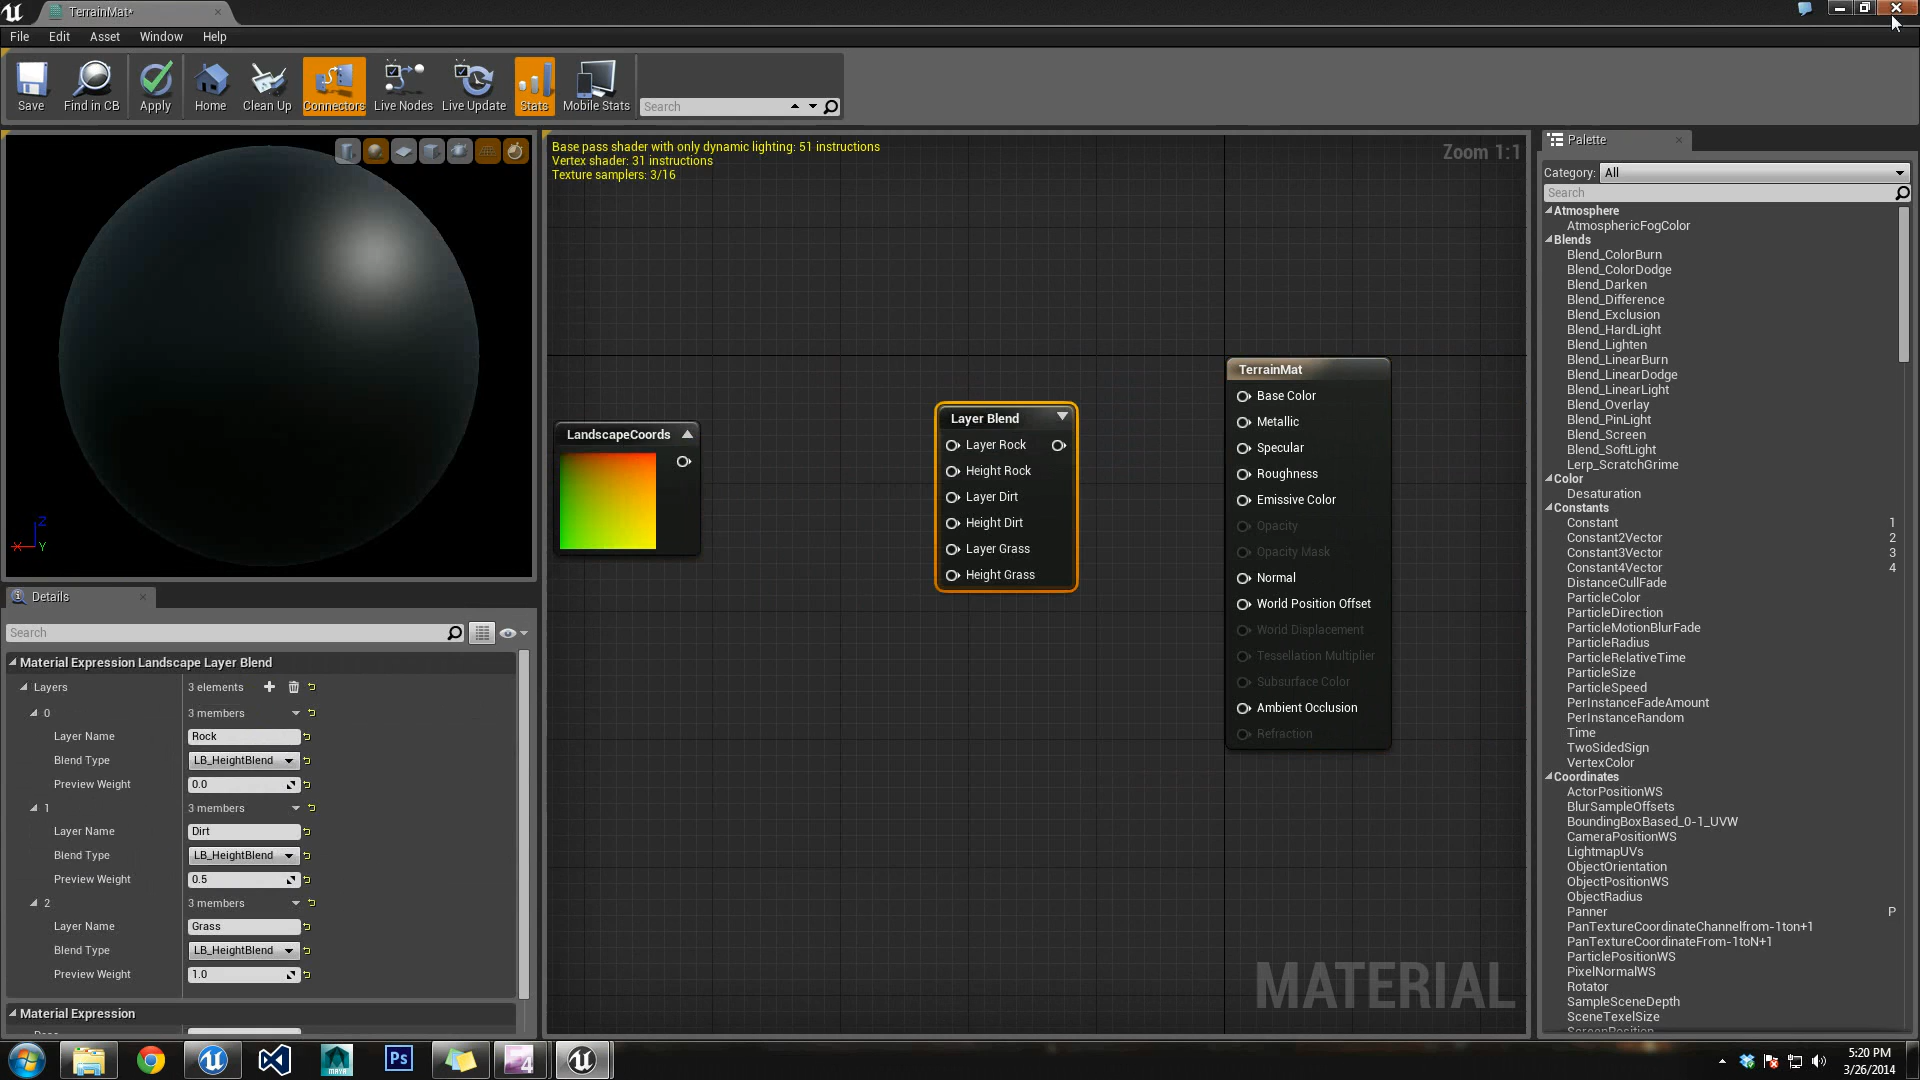 TerrainMat*
File Edit Asset Window Help
Save Find in CB Apply Home Clean Up Connectors Live Nodes Live Update Stats Mobile Stats Search
Base pass shader with only dynamic lighting: 51 instructions
Vertex shader: 31 instructions
Texture samplers: 3/16
Zoom 1:1
Z
X Y
LandscapeCoords
Layer Blend
Layer Rock
Height Rock
Layer Dirt
Height Dirt
Layer Grass
Height Grass
TerrainMat
Base Color
Metallic
Specular
Roughness
Emissive Color
Opacity
Opacity Mask
Normal
World Position Offset
World Displacement
Tessellation Multiplier
Subsurface Color
Ambient Occlusion
Refraction
MATERIAL
Details
Search
Material Expression Landscape Layer Blend
Layers 3 elements
0 3 members
Layer Name Rock
Blend Type LB_HeightBlend
Preview Weight 0.0
1 3 members
Layer Name Dirt
Blend Type LB_HeightBlend
Preview Weight 0.5
2 3 members
Layer Name Grass
Blend Type LB_HeightBlend
Preview Weight 1.0
Material Expression
Palette
Category: All
Search
Atmosphere
AtmosphericFogColor
Blends
Blend_ColorBurn
Blend_ColorDodge
Blend_Darken
Blend_Difference
Blend_Exclusion
Blend_HardLight
Blend_Lighten
Blend_LinearBurn
Blend_LinearDodge
Blend_LinearLight
Blend_Overlay
Blend_PinLight
Blend_Screen
Blend_SoftLight
Lerp_ScratchGrime
Color
Desaturation
Constants
Constant 1
Constant2Vector 2
Constant3Vector 3
Constant4Vector 4
DistanceCullFade
ParticleColor
ParticleDirection
ParticleMotionBlurFade
ParticleRadius
ParticleRelativeTime
ParticleSize
ParticleSpeed
PerInstanceFadeAmount
PerInstanceRandom
Time
TwoSidedSign
VertexColor
Coordinates
ActorPositionWS
BlurSampleOffsets
BoundingBoxBased_0-1_UVW
CameraPositionWS
LightmapUVs
ObjectOrientation
ObjectPositionWS
ObjectRadius
Panner P
PanTextureCoordinateChannelfrom-1ton+1
PanTextureCoordinateFrom-1toN+1
ParticlePositionWS
PixelNormalWS
Rotator
SampleSceneDepth
SceneTexelSize
ScreenPosition
MAYA
Ps
4
5:20 PM
3/26/2014